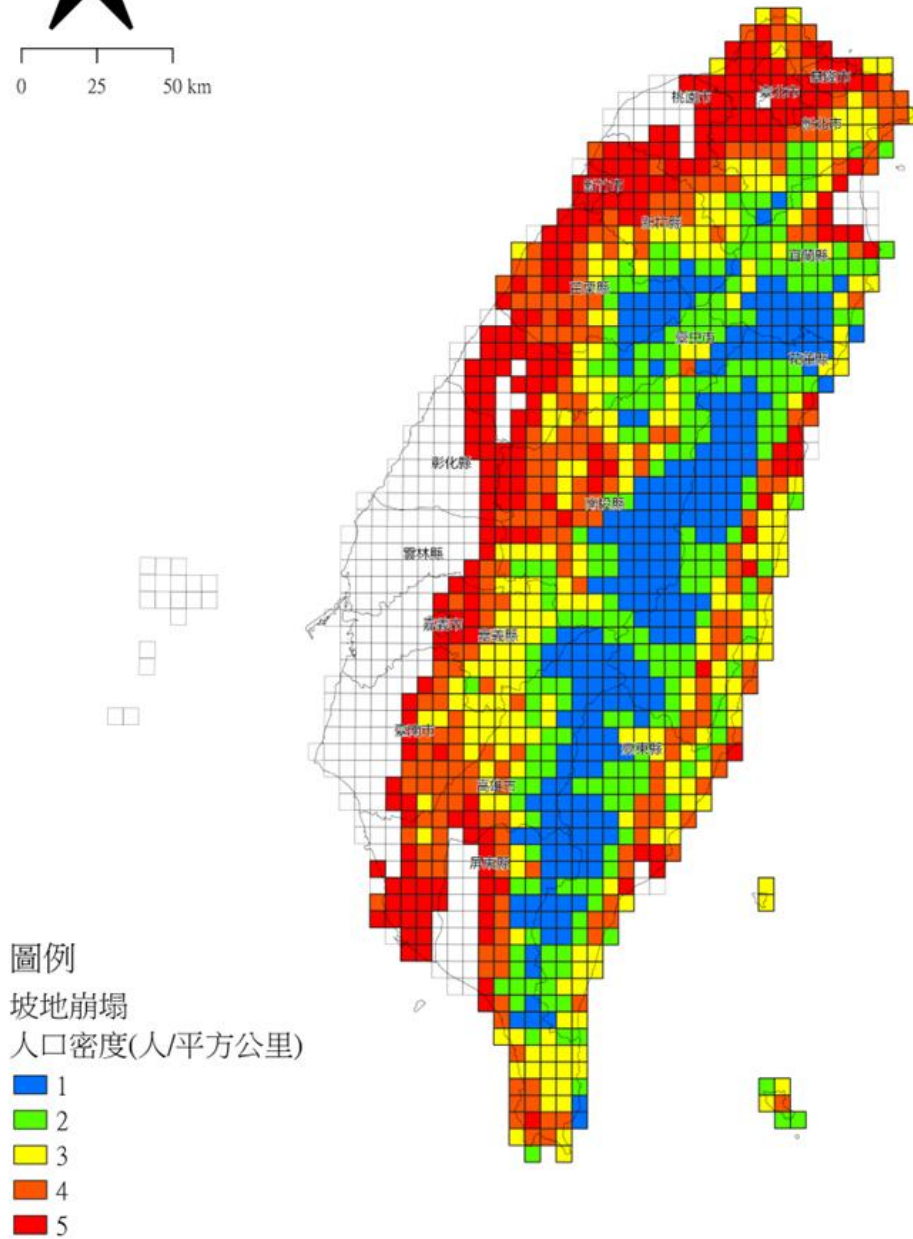 0 25 50 km
基隆市
臺北市
桃園市
新北市
新竹市
新竹縣
宜蘭縣
苗栗縣
臺中市
花蓮縣
彰化縣
南投縣
雲林縣
嘉義市
嘉義縣
臺南市
臺東縣
高雄市
屏東縣
圖例
坡地崩塌
人口密度(人/平方公里)
1
2
3
4
5